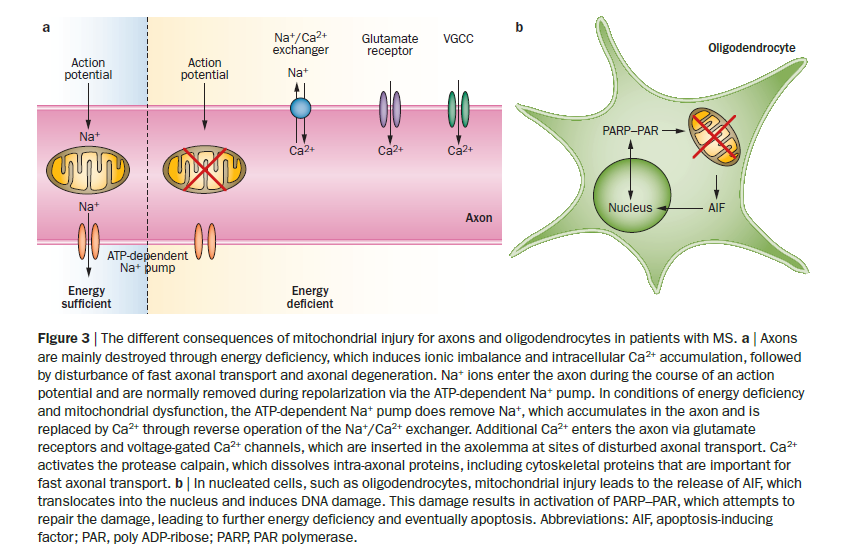 a
Action
potential
Na⁺
Na⁺
Energy
sufficient
Action
potential
ATP-dependent
Na⁺ pump
Na⁺/Ca²⁺
exchanger
Na⁺
Ca²⁺
Glutamate
receptor
Ca²⁺
VGCC
Ca²⁺
Axon
Energy
deficient
b
Oligodendrocyte
PARP–PAR
Nucleus
AIF
Figure 3 | The different consequences of mitochondrial injury for axons and oligodendrocytes in patients with MS. a | Axons
are mainly destroyed through energy deficiency, which induces ionic imbalance and intracellular Ca²⁺ accumulation, followed
by disturbance of fast axonal transport and axonal degeneration. Na⁺ ions enter the axon during the course of an action
potential and are normally removed during repolarization via the ATP-dependent Na⁺ pump. In conditions of energy deficiency
and mitochondrial dysfunction, the ATP-dependent Na⁺ pump does remove Na⁺, which accumulates in the axon and is
replaced by Ca²⁺ through reverse operation of the Na⁺/Ca²⁺ exchanger. Additional Ca²⁺ enters the axon via glutamate
receptors and voltage-gated Ca²⁺ channels, which are inserted in the axolemma at sites of disturbed axonal transport. Ca²⁺
activates the protease calpain, which dissolves intra-axonal proteins, including cytoskeletal proteins that are important for
fast axonal transport. b | In nucleated cells, such as oligodendrocytes, mitochondrial injury leads to the release of AIF, which
translocates into the nucleus and induces DNA damage. This damage results in activation of PARP–PAR, which attempts to
repair the damage, leading to further energy deficiency and eventually apoptosis. Abbreviations: AIF, apoptosis-inducing
factor; PAR, poly ADP-ribose; PARP, PAR polymerase.